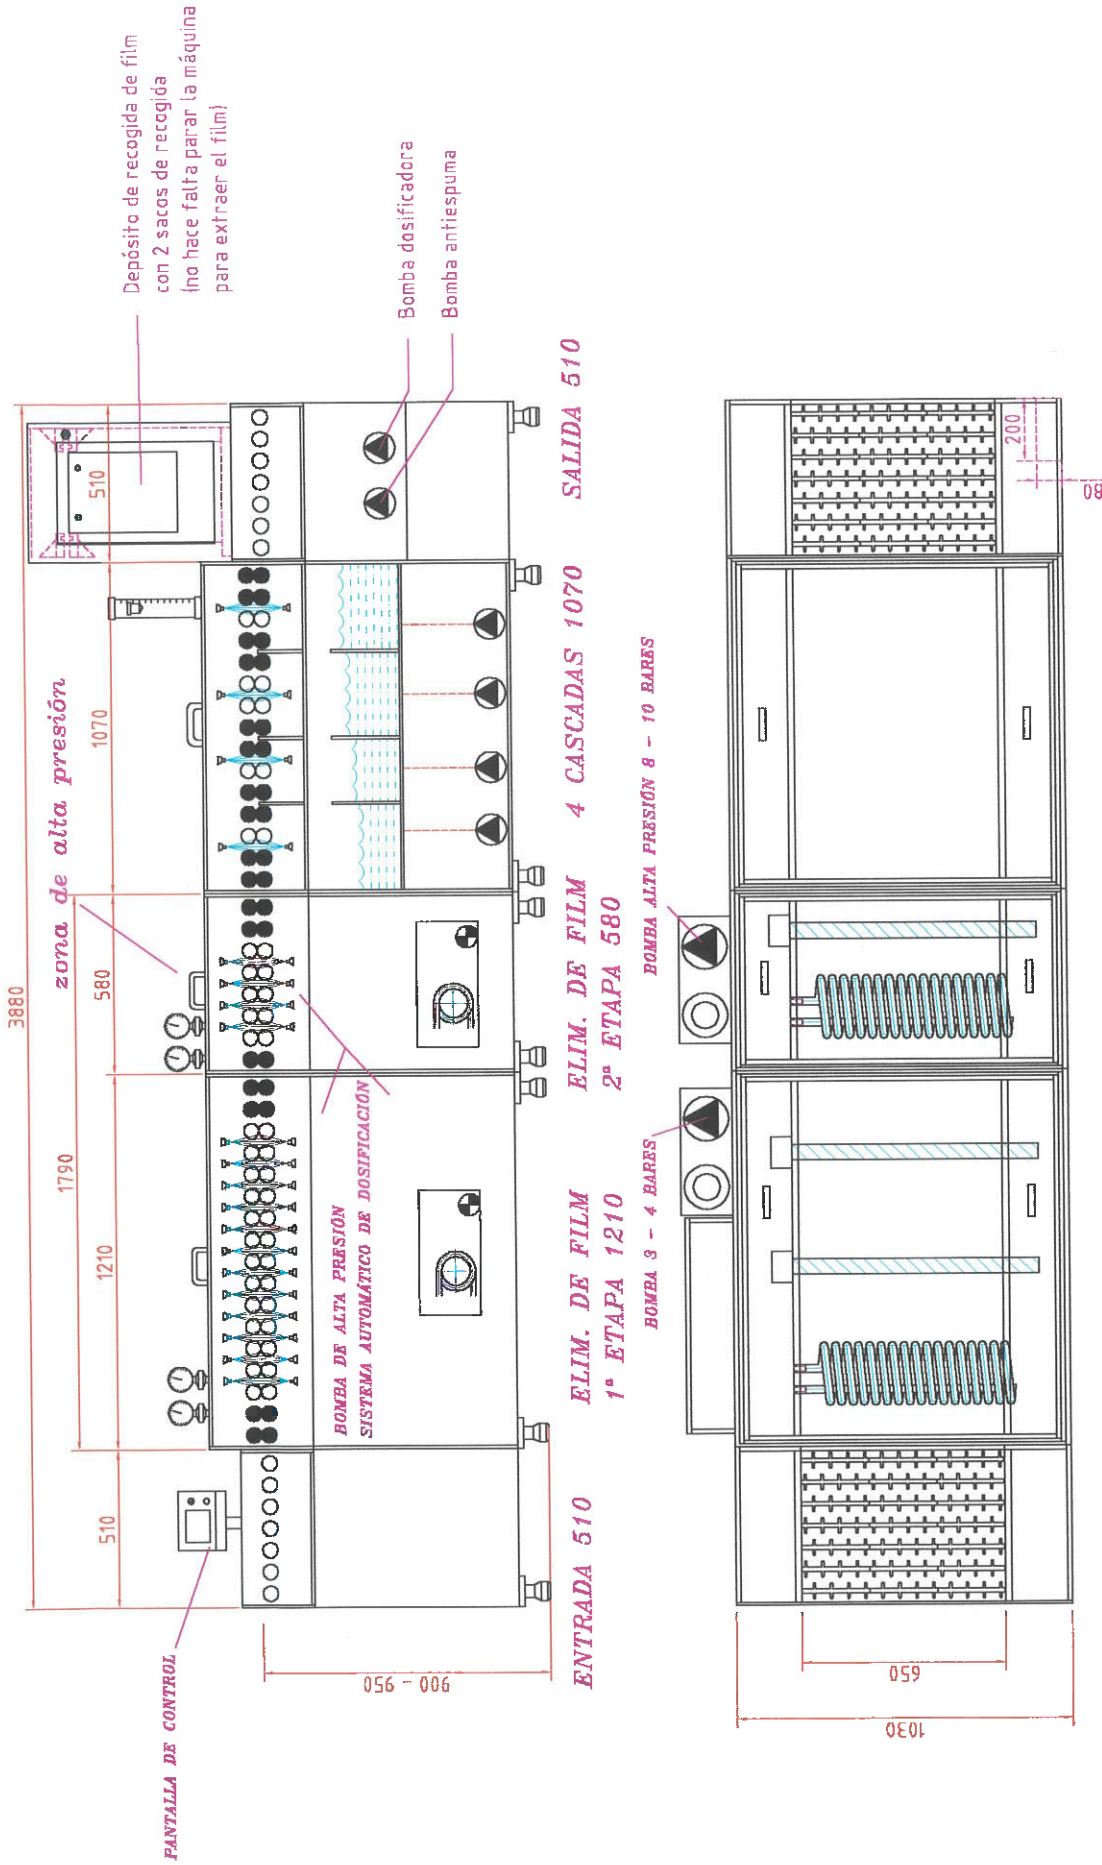 Depósito de recogida de film
con 2 sacos de recogida
(no hace falta parar la máquina
para extraer el film)
3880
zona de alta presión
1790
510
1210
580
1070
510
PANTALLA DE CONTROL
Bomba dosificadora
Bomba antiespuma
BOMBA DE ALTA PRESIÓN
SISTEMA AUTOMÁTICO DE DOSIFICACIÓN
900 - 950
ENTRADA 510
ELIM. DE FILM
1ª ETAPA 1210
ELIM. DE FILM
2ª ETAPA 580
4 CASCADAS 1070
SALIDA 510
BOMBA 3 - 4 BARES
BOMBA ALTA PRESIÓN 8 - 10 BARES
650
1030
200
80